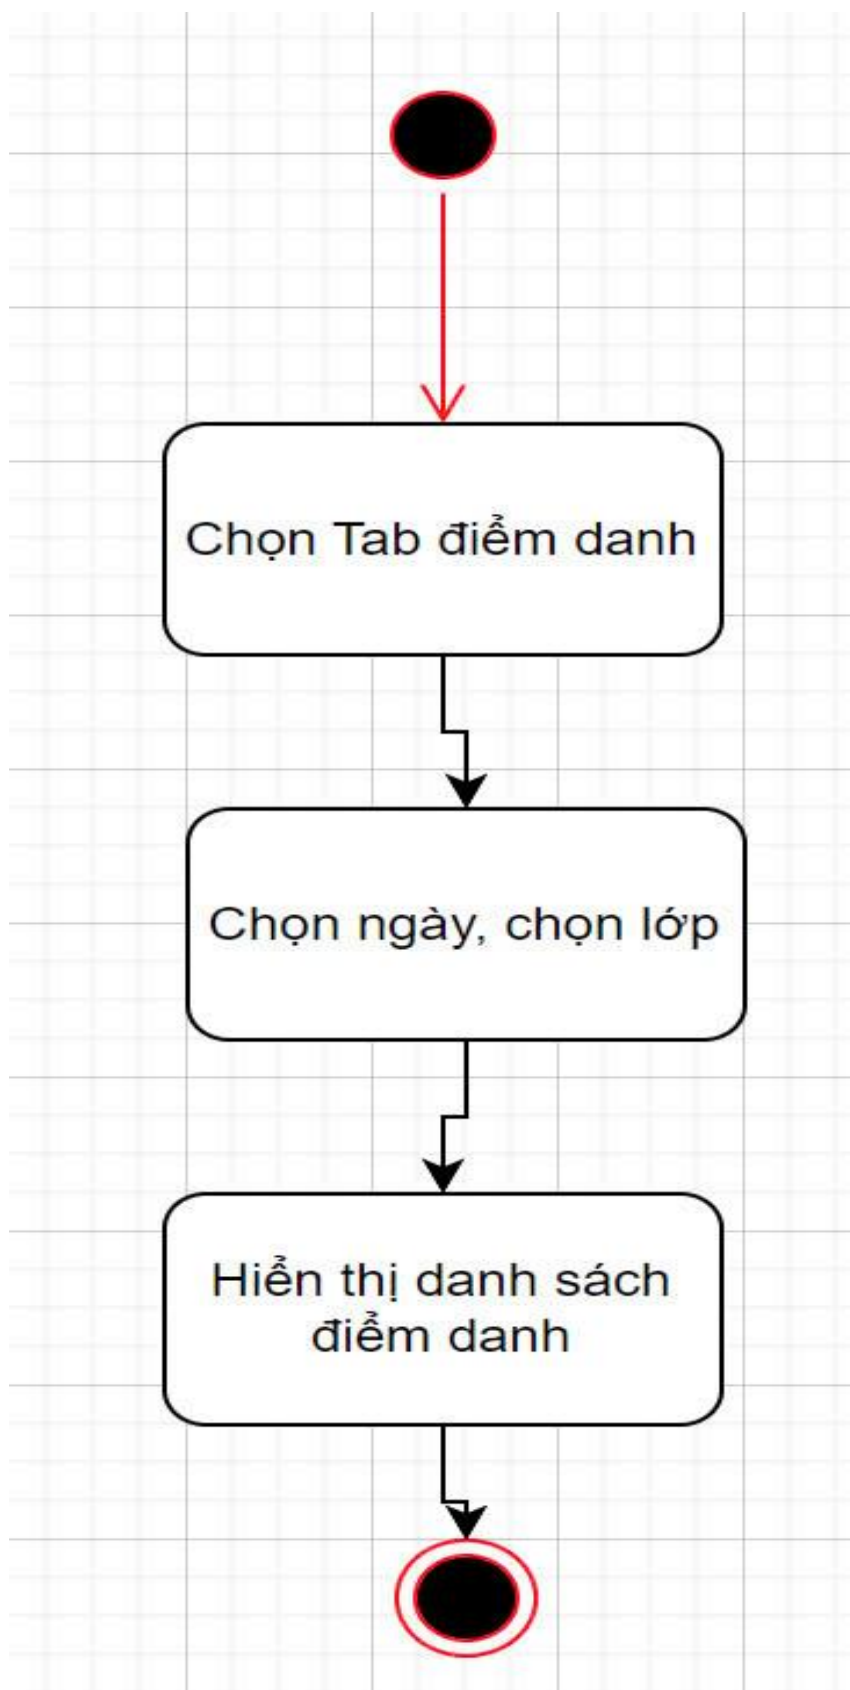 Chọn Tab điểm danh
Chọn ngày, chọn lớp
Hiển thị danh sách
điểm danh